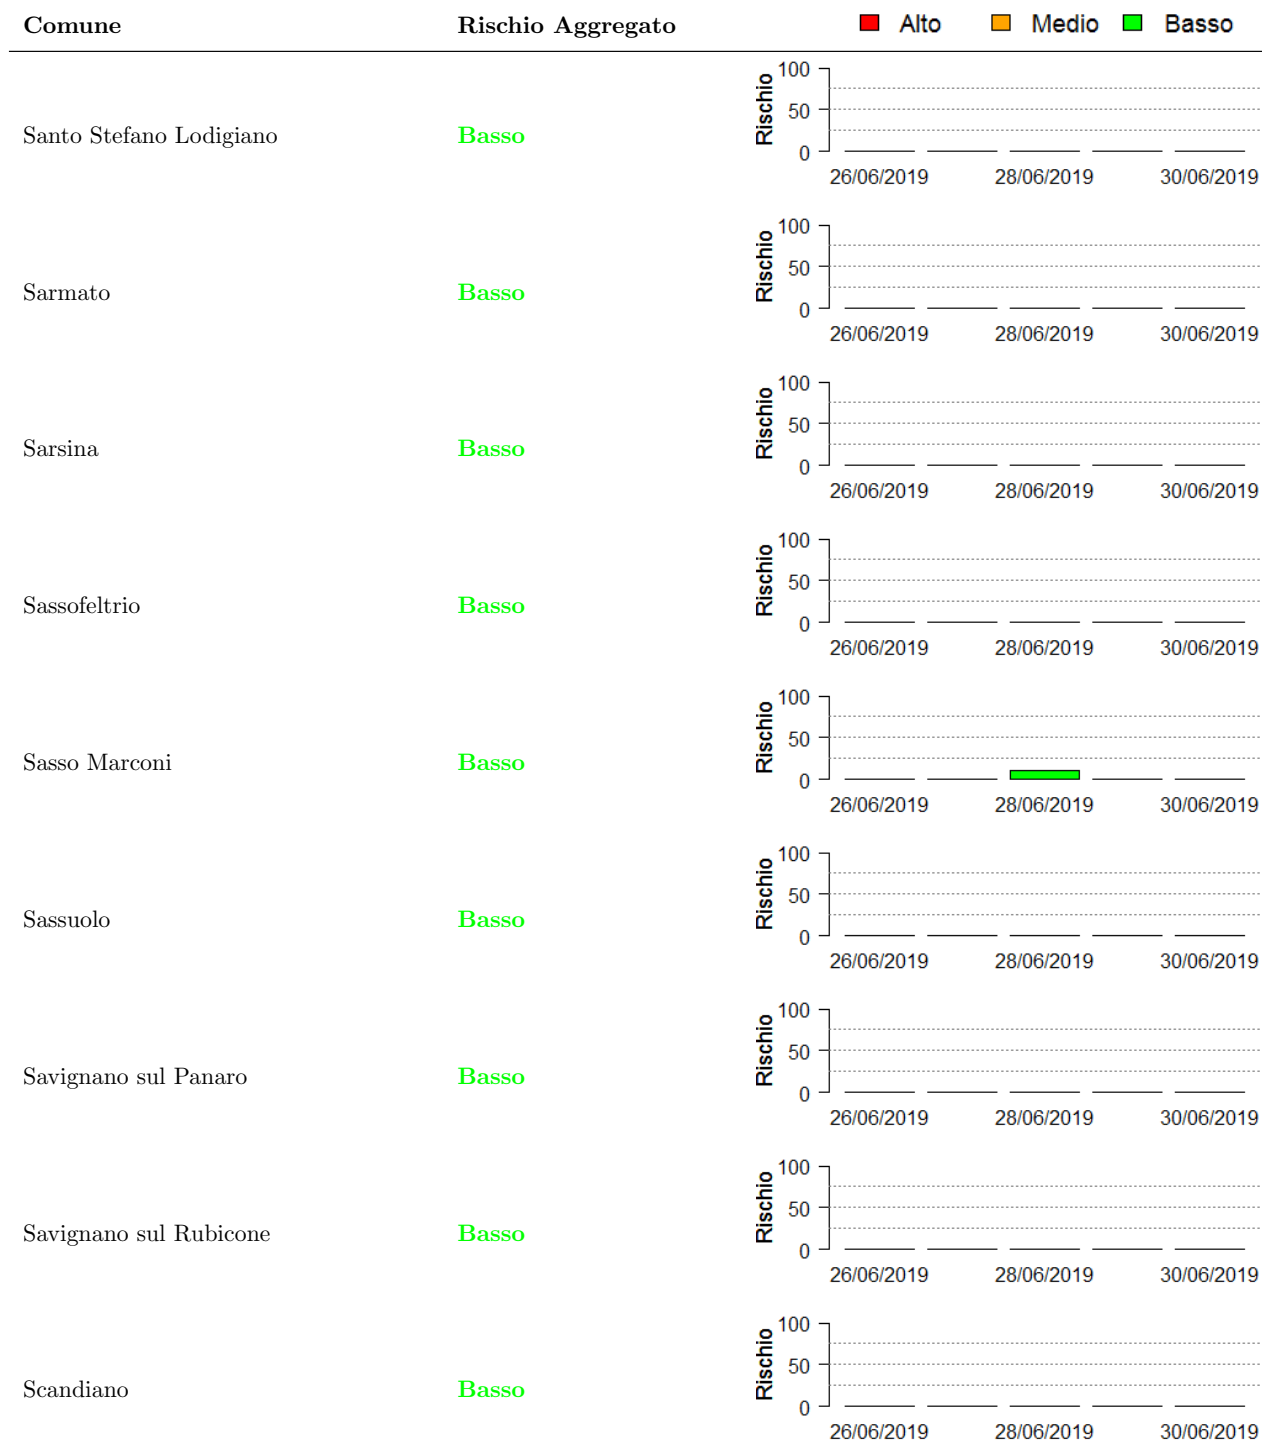 Comune Rischio Aggregato Alto Medio Basso
Santo Stefano Lodigiano Basso
Rischio
100
50
0
26/06/2019 28/06/2019 30/06/2019
Sarmato Basso
Rischio
100
50
0
26/06/2019 28/06/2019 30/06/2019
Sarsina Basso
Rischio
100
50
0
26/06/2019 28/06/2019 30/06/2019
Sassofeltrio Basso
Rischio
100
50
0
26/06/2019 28/06/2019 30/06/2019
Sasso Marconi Basso
Rischio
100
50
0
26/06/2019 28/06/2019 30/06/2019
Sassuolo Basso
Rischio
100
50
0
26/06/2019 28/06/2019 30/06/2019
Savignano sul Panaro Basso
Rischio
100
50
0
26/06/2019 28/06/2019 30/06/2019
Savignano sul Rubicone Basso
Rischio
100
50
0
26/06/2019 28/06/2019 30/06/2019
Scandiano Basso
Rischio
100
50
0
26/06/2019 28/06/2019 30/06/2019